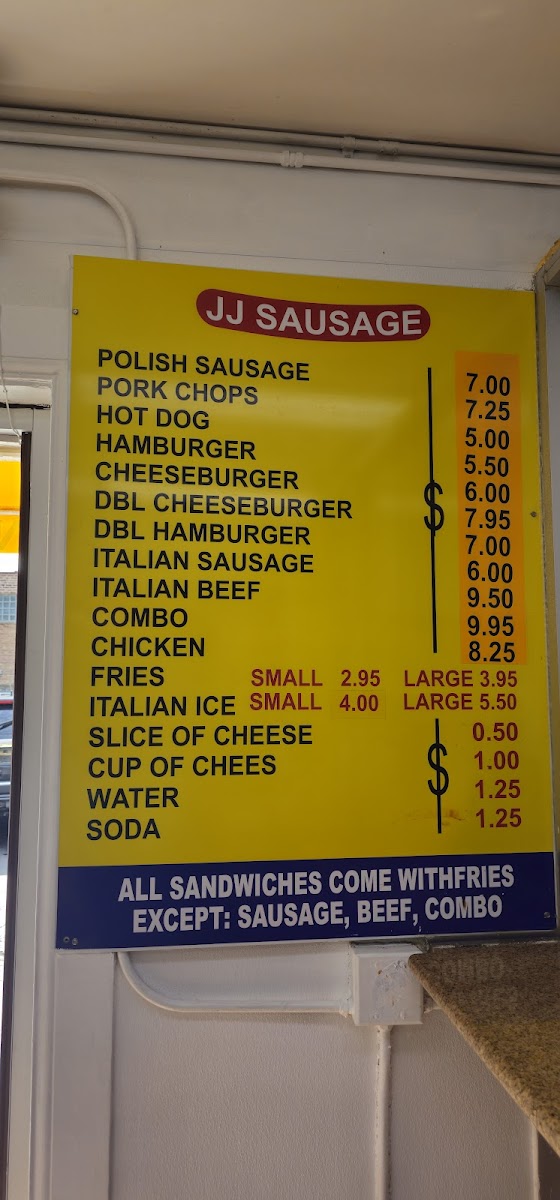 JJ SAUSAGE
POLISH SAUSAGE 7.00
PORK CHOPS 7.25
HOT DOG 5.00
HAMBURGER 5.50
CHEESEBURGER 6.00
DBL CHEESEBURGER $ 7.95
DBL HAMBURGER 7.00
ITALIAN SAUSAGE 6.00
ITALIAN BEEF 9.50
COMBO 9.95
CHICKEN 8.25
FRIES SMALL 2.95 LARGE 3.95
ITALIAN ICE SMALL 4.00 LARGE 5.50
SLICE OF CHEESE 0.50
CUP OF CHEES $ 1.00
WATER 1.25
SODA 1.25
ALL SANDWICHES COME WITHFRIES
EXCEPT: SAUSAGE, BEEF, COMBO